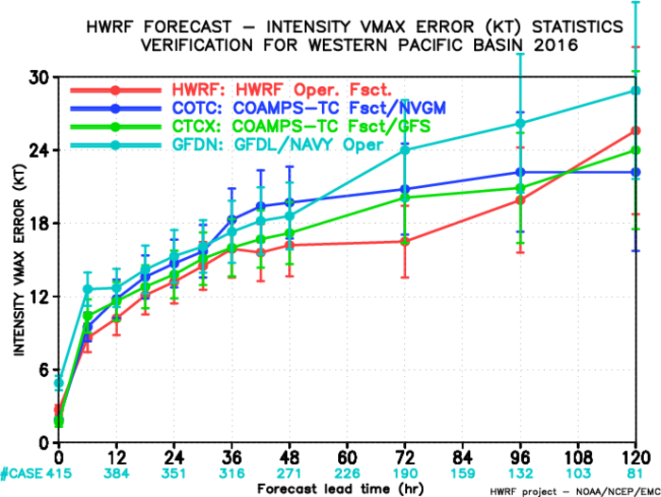 HWRF FORECAST – INTENSITY VMAX ERROR (KT) STATISTICS
VERIFICATION FOR WESTERN PACIFIC BASIN 2016
HWRF: HWRF Oper. Fsct.
COTC: COAMPS–TC Fsct/NVGM
CTCX: COAMPS–TC Fsct/GFS
GFDN: GFDL/NAVY Oper
INTENSITY VMAX ERROR (KT)
30
24
18
12
6
0
0 12 24 36 48 60 72 84 96 108 120
#CASE 415 384 351 316 271 226 190 159 132 103 81
Forecast lead time (hr)
HWRF project – NOAA/NCEP/EMC